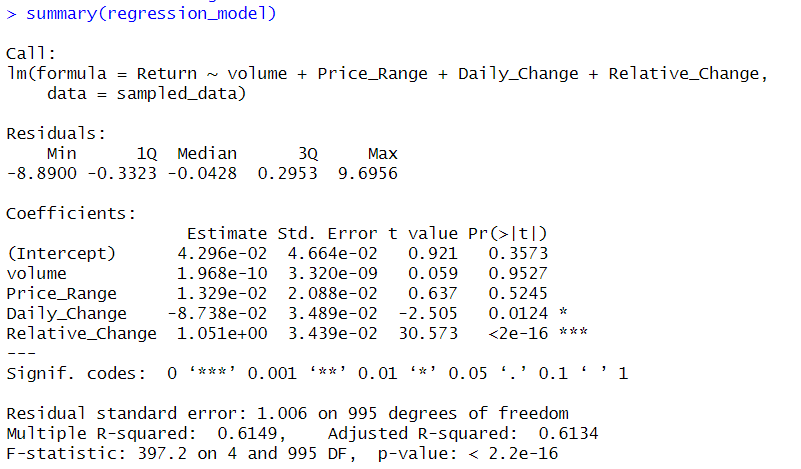 > summary(regression_model)
Call:
lm(formula = Return ~ volume + Price_Range + Daily_Change + Relative_Change,
    data = sampled_data)
Residuals:
    Min      1Q  Median      3Q     Max
-8.8900 -0.3323 -0.0428  0.2953  9.6956
Coefficients:
                  Estimate Std. Error t value Pr(>|t|)
(Intercept)      4.296e-02  4.664e-02   0.921   0.3573
volume           1.968e-10  3.320e-09   0.059   0.9527
Price_Range      1.329e-02  2.088e-02   0.637   0.5245
Daily_Change    -8.738e-02  3.489e-02  -2.505   0.0124 *
Relative_Change  1.051e+00  3.439e-02  30.573   <2e-16 ***
---
Signif. codes:  0 ‘***’ 0.001 ‘**’ 0.01 ‘*’ 0.05 ‘.’ 0.1 ‘ ’ 1
Residual standard error: 1.006 on 995 degrees of freedom
Multiple R-squared:  0.6149,    Adjusted R-squared:  0.6134
F-statistic: 397.2 on 4 and 995 DF,  p-value: < 2.2e-16